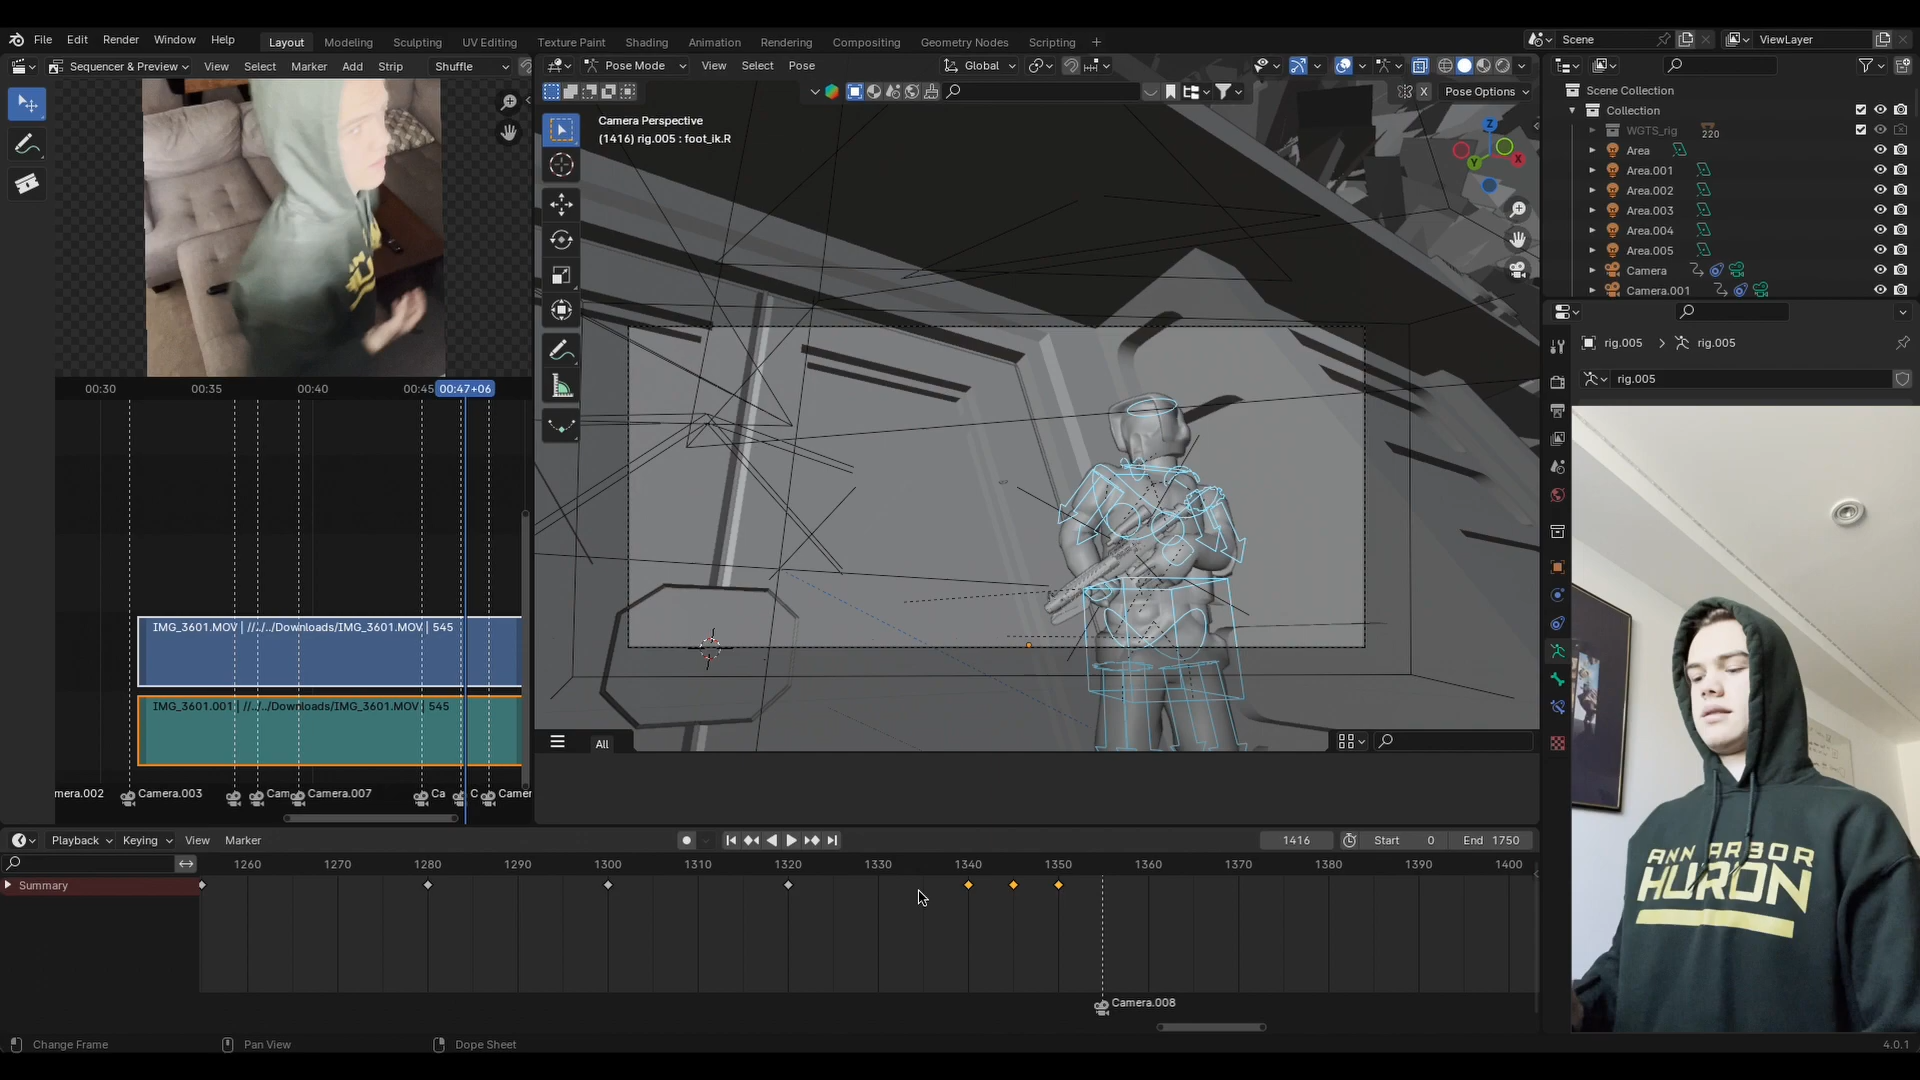 File Edit Render Window Help Layout Modeling Sculpting UV Editing Texture Paint Shading Animation Rendering Compositing Geometry Nodes Scripting + Scene ViewLayer
Sequencer & Preview View Select Marker Add Strip Shuffle
Pose Mode View Select Pose Global
X Pose Options
Camera Perspective
(1416) rig.005 : foot_ik.R
Z
X
Y
Scene Collection
Collection
WGTS_rig 220
Area
Area.001
Area.002
Area.003
Area.004
Area.005
Camera
Camera.001
rig.005 > rig.005
rig.005
00:30 00:35 00:40 00:45 00:47+06
IMG_3601.MOV | //../../Downloads/IMG_3601.MOV | 545
IMG_3601.001 | //../../Downloads/IMG_3601.MOV | 545
mera.002 Camera.003 Cam Camera.007 Ca C Camer
All
Playback Keying View Marker 1416 Start 0 End 1750
1260 1270 1280 1290 1300 1310 1320 1330 1340 1350 1360 1370 1380 1390 1400
Summary
Camera.008
Change Frame Pan View Dope Sheet 4.0.1
ANN ARBOR
HURON